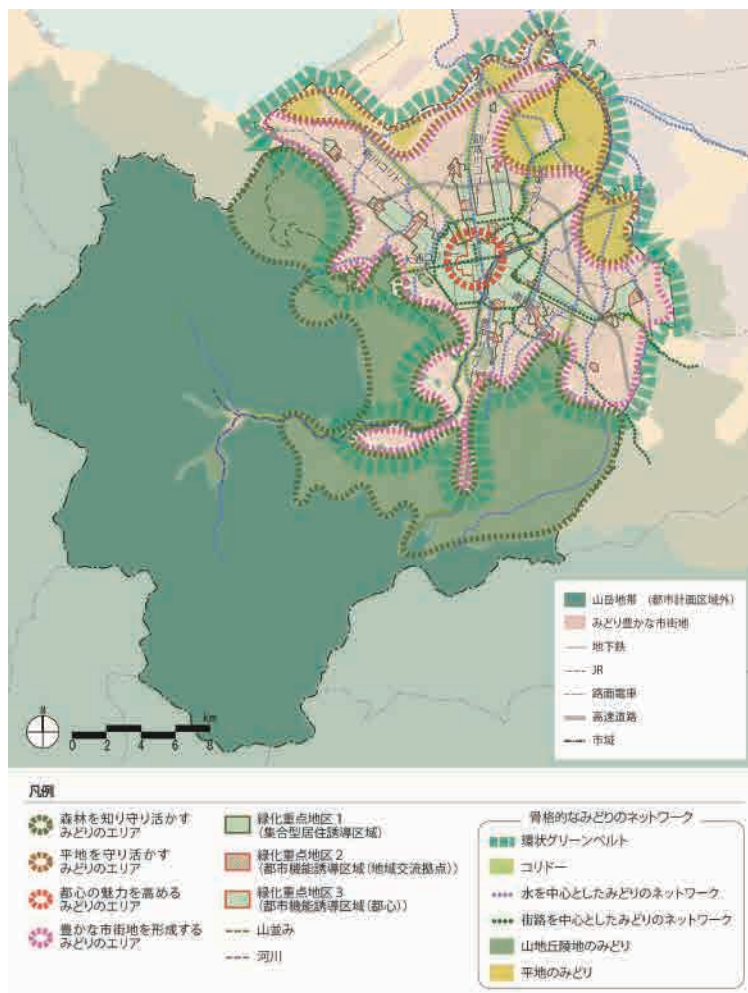 山岳地帯 (都市計画区域外)
みどり豊かな市街地
地下鉄
JR
路面電車
高速道路
市域
km
0 2 4 6 8
凡例
森林を知り守り活かす
みどりのエリア
平地を守り活かす
みどりのエリア
都心の魅力を高める
みどりのエリア
豊かな市街地を形成する
みどりのエリア
緑化重点地区1
(集合型居住誘導区域)
緑化重点地区2
(都市機能誘導区域(地域交流拠点))
緑化重点地区3
(都市機能誘導区域(都心))
山並み
河川
骨格的なみどりのネットワーク
環状グリーンベルト
コリドー
水を中心としたみどりのネットワーク
街路を中心としたみどりのネットワーク
山地丘陵地のみどり
平地のみどり